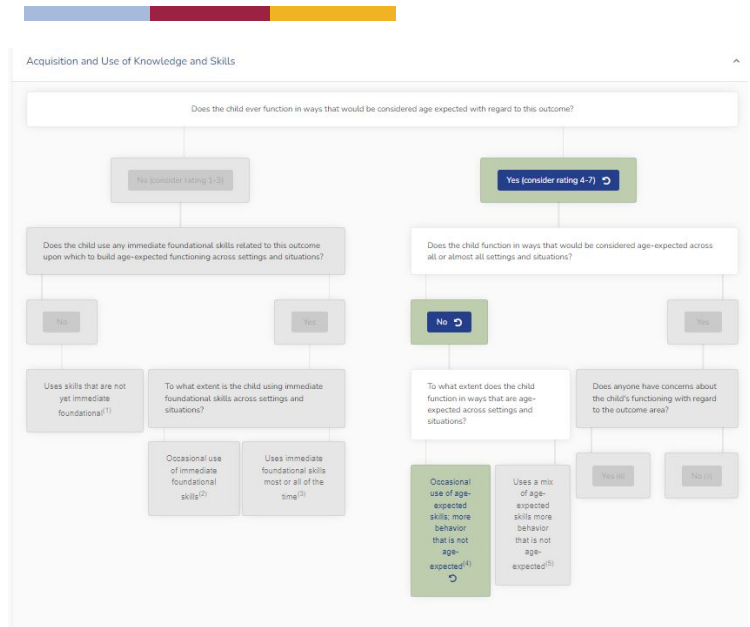 Acquisition and Use of Knowledge and Skills
Does the child ever function in ways that would be considered age expected with regard to this outcome?
No (consider rating 1-3)
Yes (consider rating 4-7)
Does the child use any immediate foundational skills related to this outcome
upon which to build age-expected functioning across settings and situations?
Does the child function in ways that would be considered age-expected across
all or almost all settings and situations?
No
Yes
No
Yes
Uses skills that are not
yet immediate
foundational(1)
To what extent is the child using immediate
foundational skills across settings and
situations?
To what extent does the child
function in ways that are age-
expected across settings and
situations?
Does anyone have concerns about
the child's functioning with regard
to the outcome area?
Occasional use
of immediate
foundational
skills(2)
Uses immediate
foundational skills
most or all of the
time(3)
Occasional
use of age-
expected
skills; more
behavior
that is not
age-
expected(4)
Uses a mix
of age-
expected
skills more
behavior
that is not
age-
expected(5)
Yes (6)
No (7)